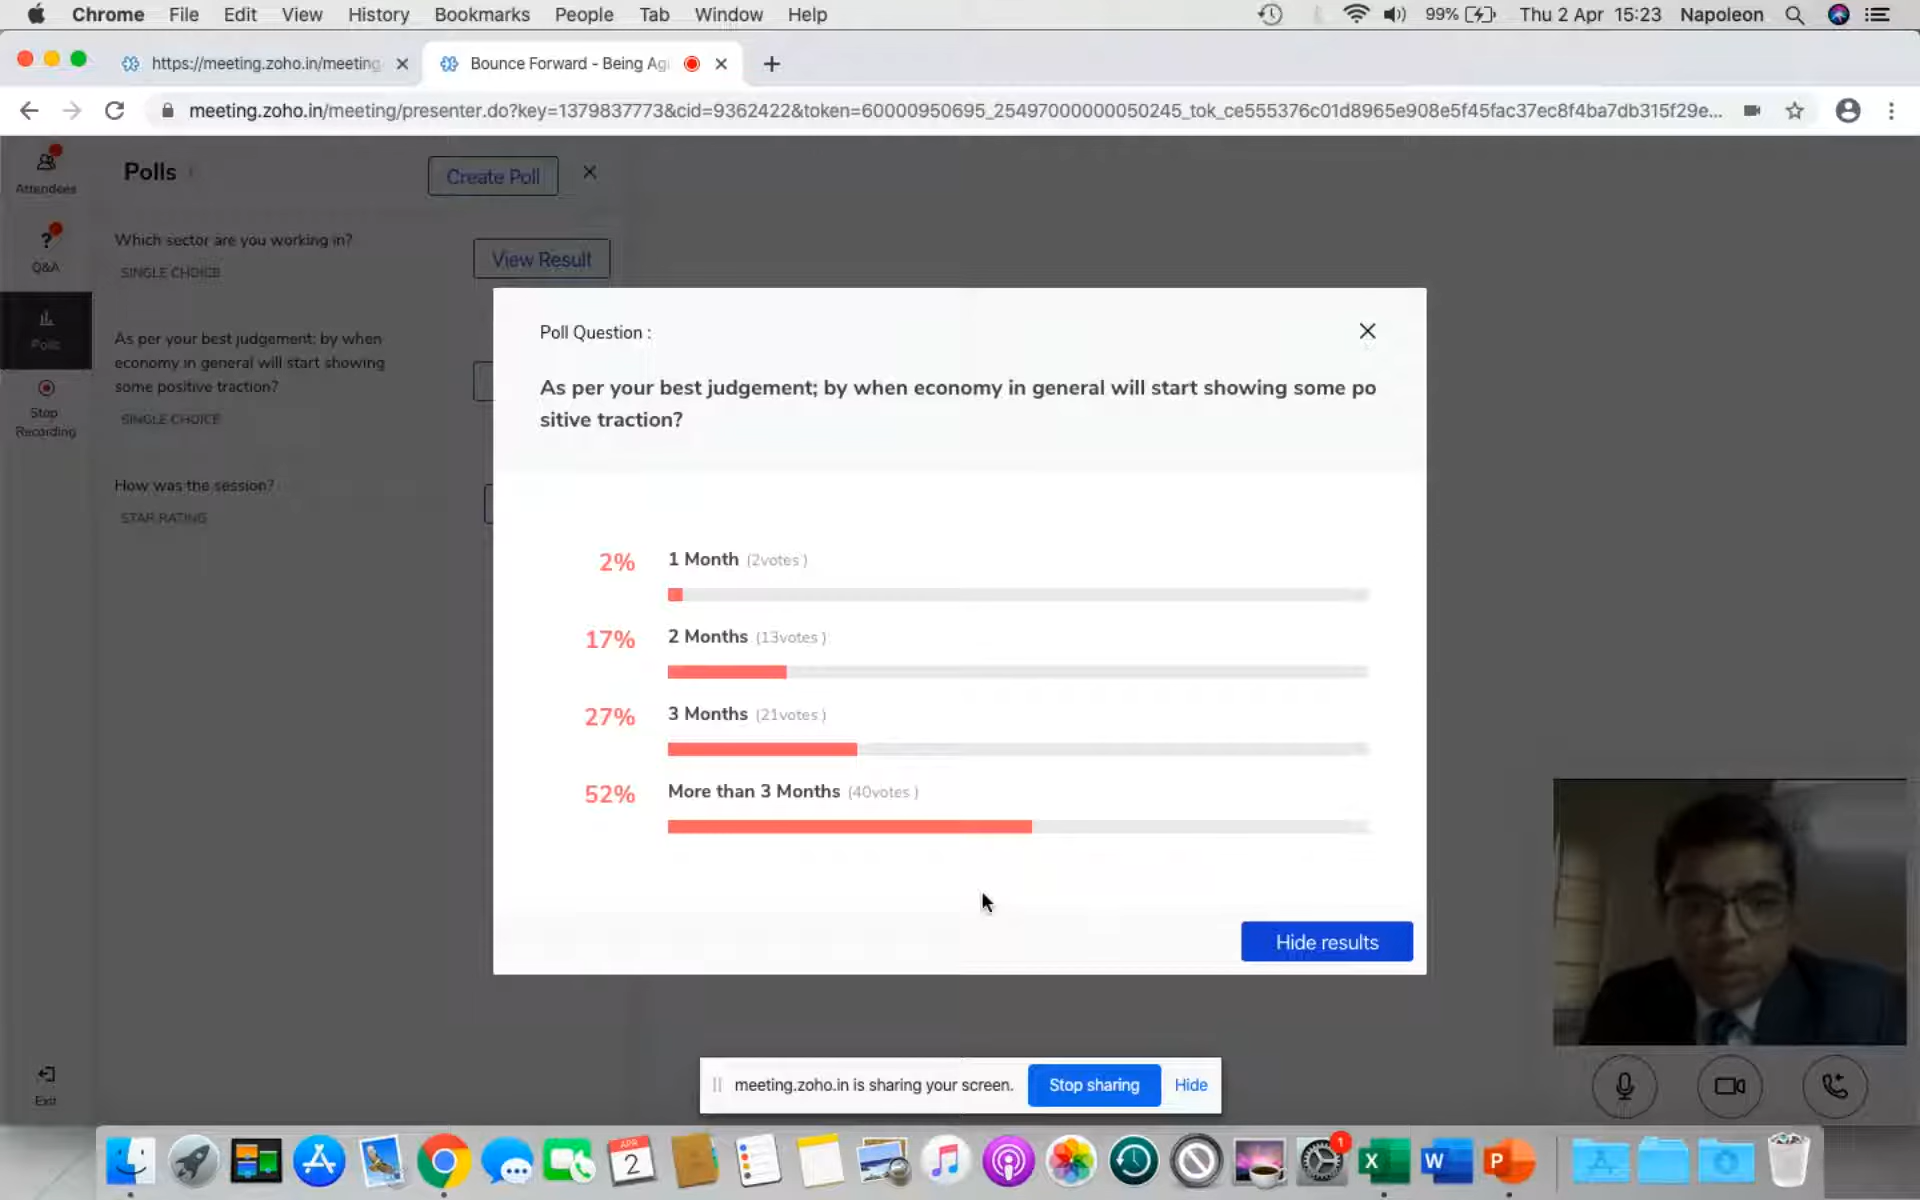 Chrome File Edit View History Bookmarks People Tab Window Help 99% Thu 2 Apr 15:23 Napoleon
https://meeting.zoho.in/meeting
Bounce Forward - Being Agi
meeting.zoho.in/meeting/presenter.do?key=1379837773&cid=9362422&token=60000950695_25497000000050245_tok_ce555376c01d8965e908e5f45fac37ec8f4ba7db315f29e...
Attendees
Polls
Create Poll
Which sector are you working in?
SINGLE CHOICE
View Result
?
Q&A
Polls
As per your best judgement; by when
economy in general will start showing
some positive traction?
SINGLE CHOICE
Stop
Recording
How was the session?
STAR RATING
Poll Question :
As per your best judgement; by when economy in general will start showing some po
sitive traction?
2% 1 Month (2votes )
17% 2 Months (13votes )
27% 3 Months (21votes )
52% More than 3 Months (40votes )
Hide results
Exit
meeting.zoho.in is sharing your screen. Stop sharing Hide
APR
2
1
X
W
P